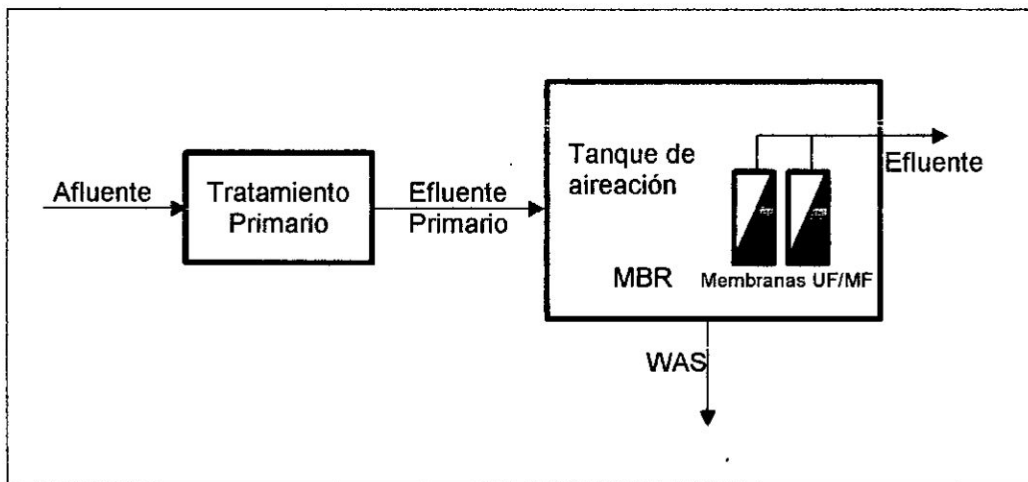 Afluente
Tratamiento
Primario
Efluente
Primario
Tanque de
aireación
MBR
Membranas UF/MF
Efluente
WAS